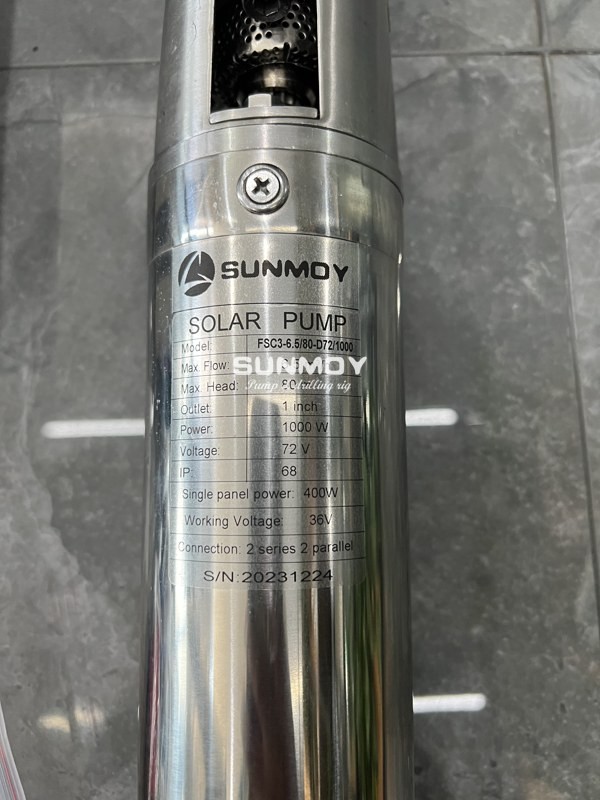 SUNMOY
SOLAR PUMP
Model: FSC3-6.5/80-D72/1000
Max. Flow:
SUNMOY
Max. Head: 80
Pump & drilling rig
Outlet: 1 inch
Power: 1000 W
Voltage: 72 V
IP: 68
Single panel power: 400W
Working Voltage: 36V
Connection: 2 series 2 parallel
S/N:20231224